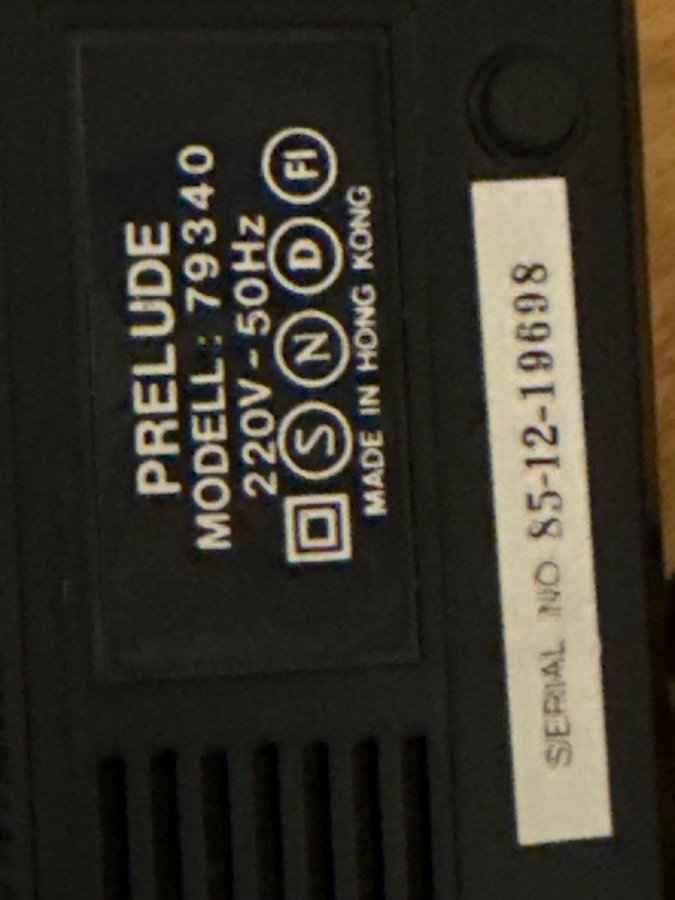 PRELUDE
MODELL: 79340
220V - 50Hz
S N D FI
MADE IN HONG KONG
SERIAL NO 85-12-19698